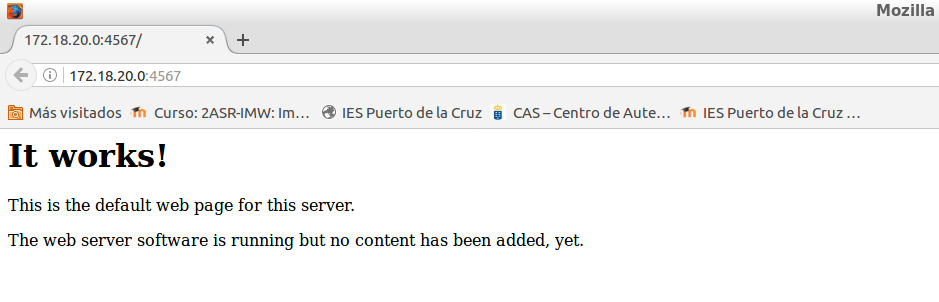 Mozilla
172.18.20.0:4567/
172.18.20.0:4567
Más visitados Curso: 2ASR-IMW: Im… IES Puerto de la Cruz CAS – Centro de Aute… IES Puerto de la Cruz …
It works!
This is the default web page for this server.
The web server software is running but no content has been added, yet.